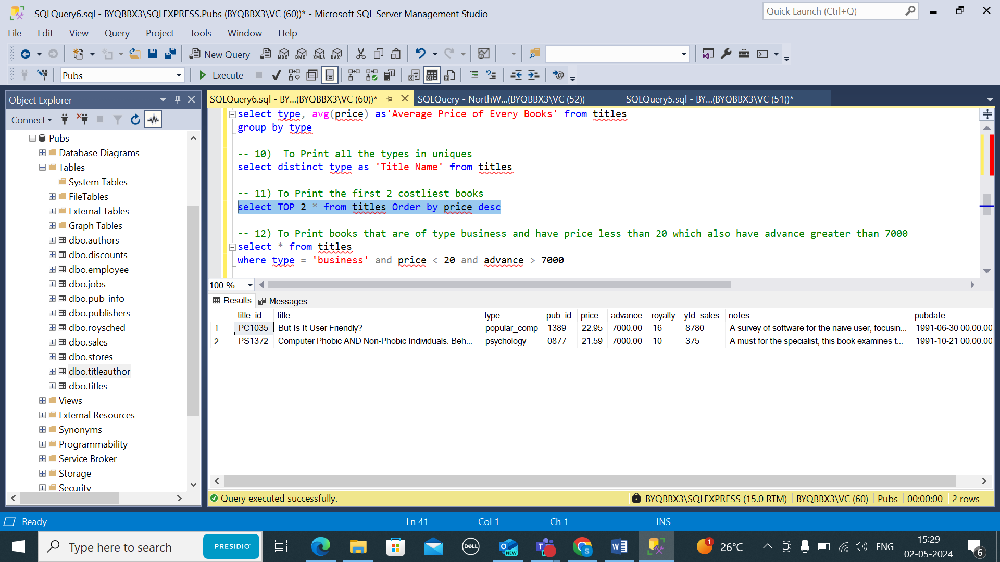 SQLQuery6.sql - BYQBBX3\SQLEXPRESS.Pubs (BYQBBX3\VC (60))* - Microsoft SQL Server Management Studio
Quick Launch (Ctrl+Q)
File Edit View Query Project Tools Window Help
New Query MDX DMX XMLA DAX
Pubs Execute
Object Explorer
Connect
Pubs
Database Diagrams
Tables
System Tables
FileTables
External Tables
Graph Tables
dbo.authors
dbo.discounts
dbo.employee
dbo.jobs
dbo.pub_info
dbo.publishers
dbo.roysched
dbo.sales
dbo.stores
dbo.titleauthor
dbo.titles
Views
External Resources
Synonyms
Programmability
Service Broker
Storage
Security
SQLQuery6.sql - BY...(BYQBBX3\VC (60))* SQLQuery - NorthW...(BYQBBX3\VC (52)) SQLQuery5.sql - BY...(BYQBBX3\VC (51))*
select type, avg(price) as'Average Price of Every Books' from titles
group by type
-- 10)  To Print all the types in uniques
select distinct type as 'Title Name' from titles
-- 11) To Print the first 2 costliest books
select TOP 2 * from titles Order by price desc
-- 12) To Print books that are of type business and have price less than 20 which also have advance greater than 7000
select * from titles
where type = 'business' and price < 20 and advance > 7000
100 %
Results Messages
title_id title type pub_id price advance royalty ytd_sales notes pubdate
1 PC1035 But Is It User Friendly? popular_comp 1389 22.95 7000.00 16 8780 A survey of software for the naive user, focusin... 1991-06-30 00:00:00
2 PS1372 Computer Phobic AND Non-Phobic Individuals: Beh... psychology 0877 21.59 7000.00 10 375 A must for the specialist, this book examines t... 1991-10-21 00:00:00
Query executed successfully. BYQBBX3\SQLEXPRESS (15.0 RTM) BYQBBX3\VC (60) Pubs 00:00:00 2 rows
Ready Ln 41 Col 1 Ch 1 INS
Type here to search PRESIDIO DELL NEW S 1 26°C ENG 15:29
02-05-2024 6